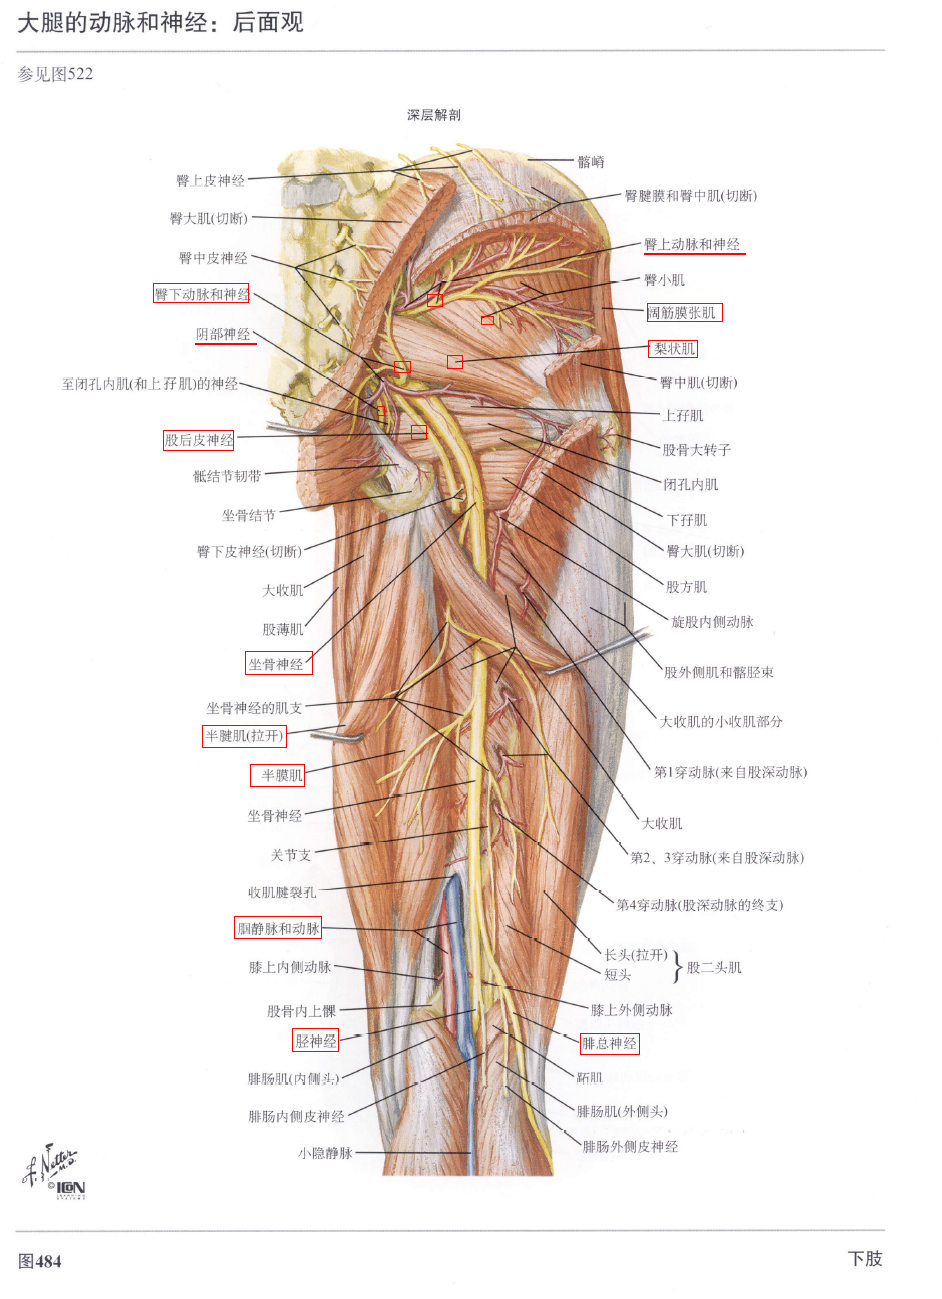 大腿的动脉和神经：后面观
参见图522
深层解剖
臀上皮神经
臀大肌(切断)
臀中皮神经
臀下动脉和神经
阴部神经
至闭孔内肌(和上孖肌)的神经
股后皮神经
骶结节韧带
坐骨结节
臀下皮神经(切断)
大收肌
股薄肌
坐骨神经
坐骨神经的肌支
半腱肌(拉开)
半膜肌
坐骨神经
关节支
收肌腱裂孔
腘静脉和动脉
膝上内侧动脉
股骨内上髁
胫神经
腓肠肌(内侧头)
腓肠内侧皮神经
小隐静脉
髂嵴
臀腱膜和臀中肌(切断)
臀上动脉和神经
臀小肌
阔筋膜张肌
梨状肌
臀中肌(切断)
上孖肌
股骨大转子
闭孔内肌
下孖肌
臀大肌(切断)
股方肌
旋股内侧动脉
股外侧肌和髂胫束
大收肌的小收肌部分
第1穿动脉(来自股深动脉)
大收肌
第2、3穿动脉(来自股深动脉)
第4穿动脉(股深动脉的终支)
长头(拉开)
短头
股二头肌
膝上外侧动脉
腓总神经
跖肌
腓肠肌(外侧头)
腓肠外侧皮神经
F. Netter M.D.
© ICON
LEARNING SYSTEMS
图484
下肢